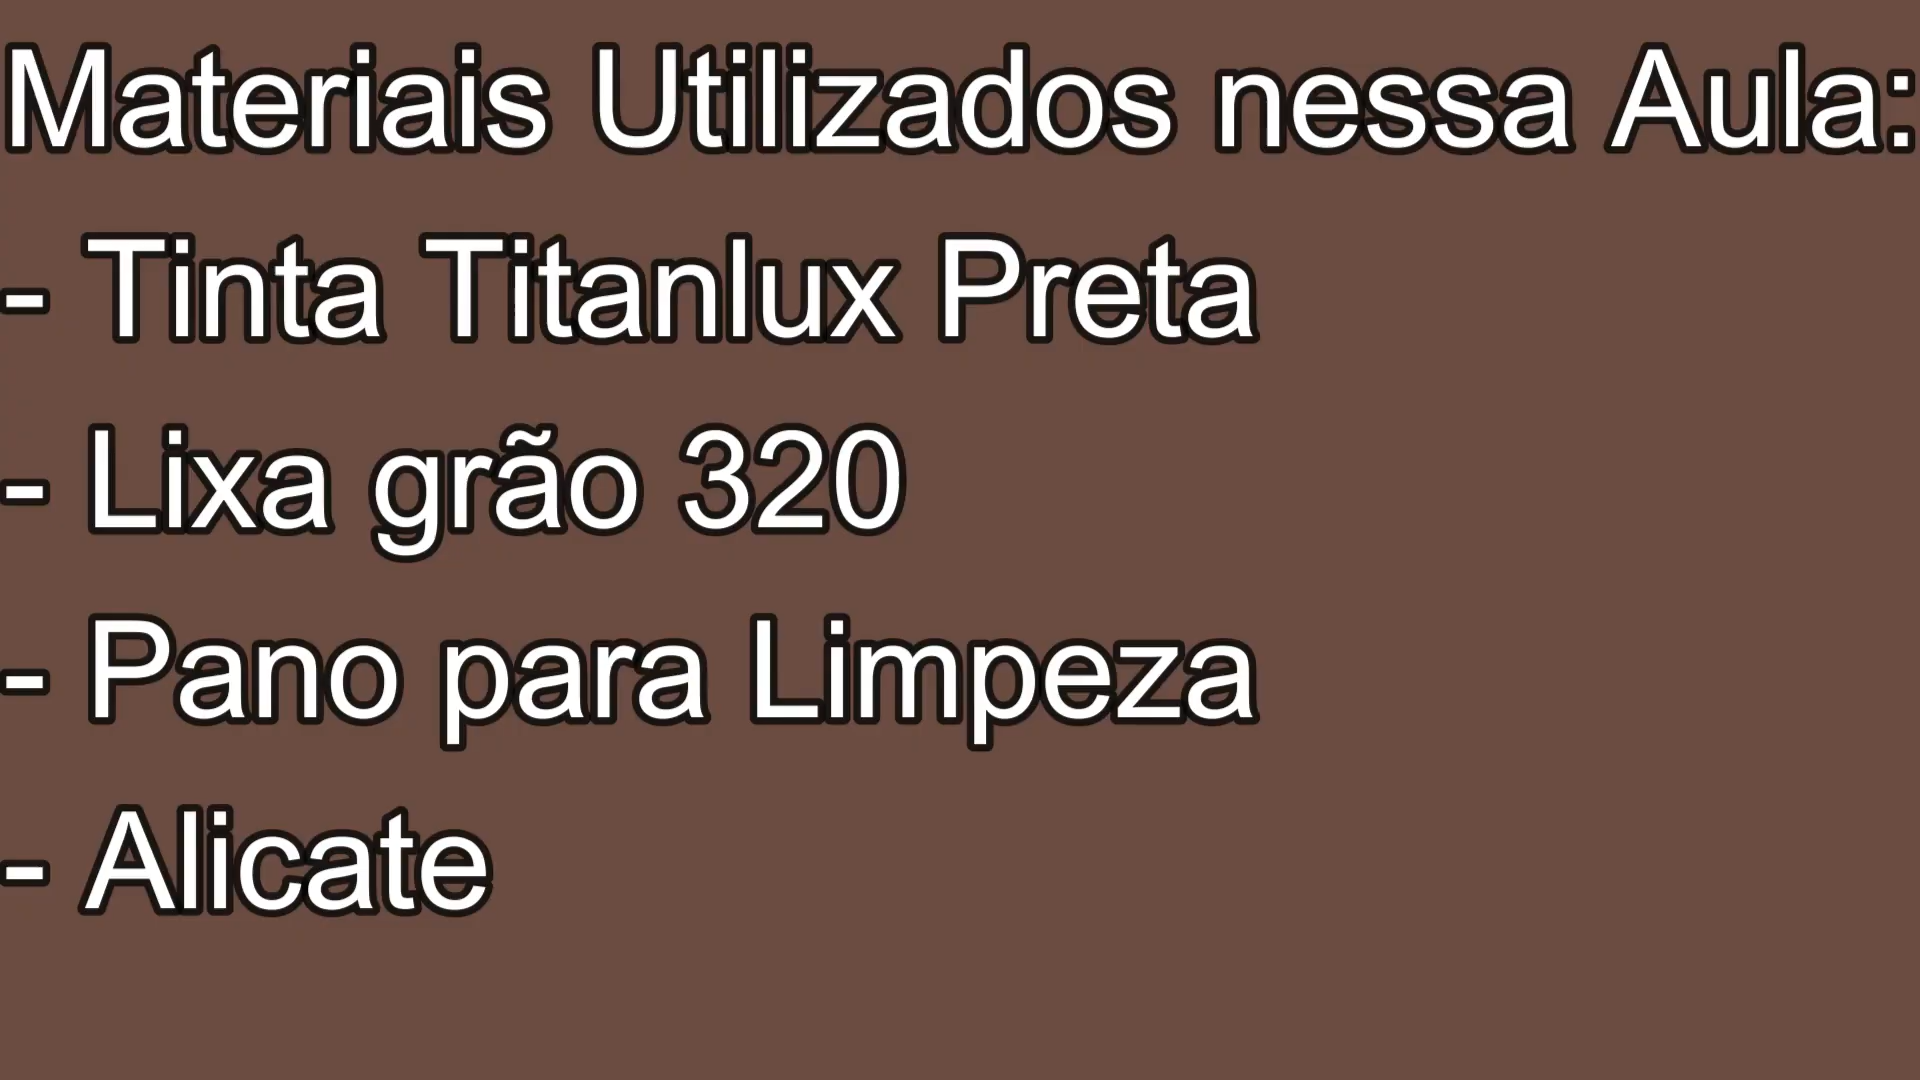 Materiais Utilizados nessa Aula:
- Tinta Titanlux Preta
- Lixa grão 320
- Pano para Limpeza
- Alicate